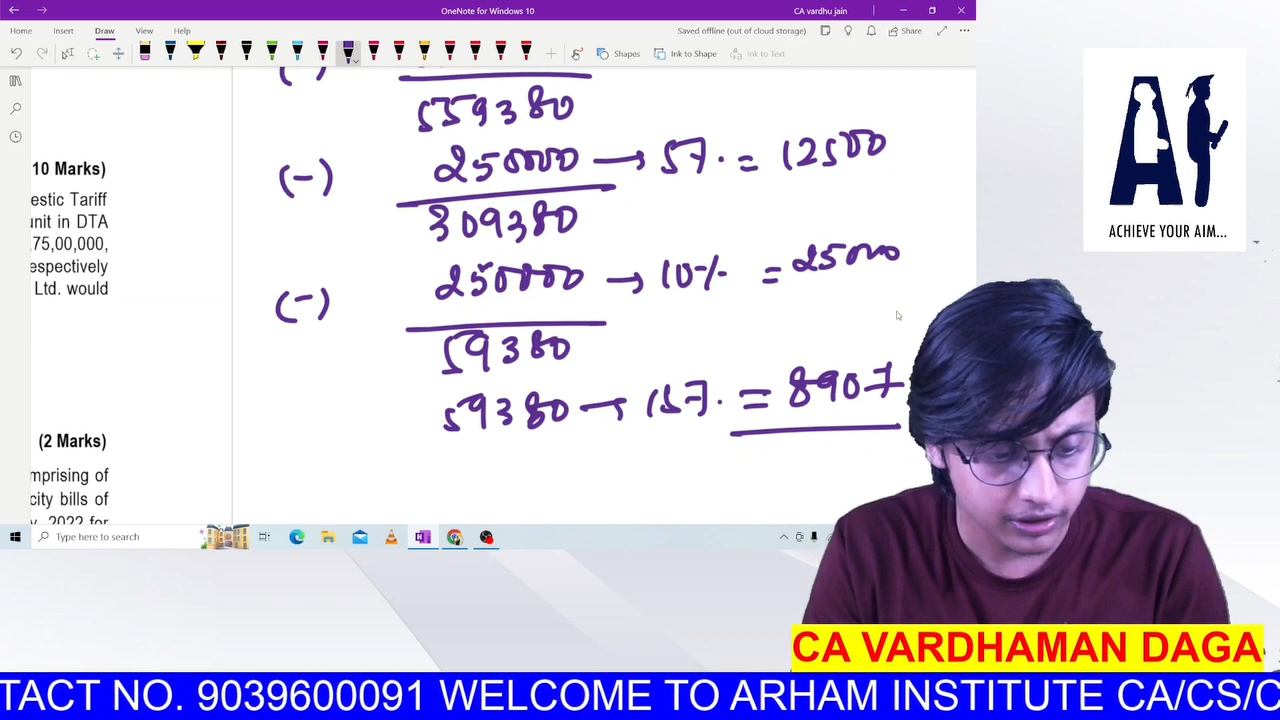 OneNote for Windows 10
CA vardhu jain
Home Insert Draw View Help
Saved offline (out of cloud storage)
Share
Shapes
Ink to Shape
Ink to Text
10 Marks)
estic Tariff
unit in DTA
,75,00,000,
espectively
Ltd. would
(2 Marks)
mprising of
city bills of
2022 for
(-)
559380
(-) 250000 → 5%. = 12500
309380
(-) 250000 → 10% = 25000
59380
59380 → 15%. = 8907
Type here to search
AI
ACHIEVE YOUR AIM...
CA VARDHAMAN DAGA
TACT NO. 9039600091 WELCOME TO ARHAM INSTITUTE CA/CS/C